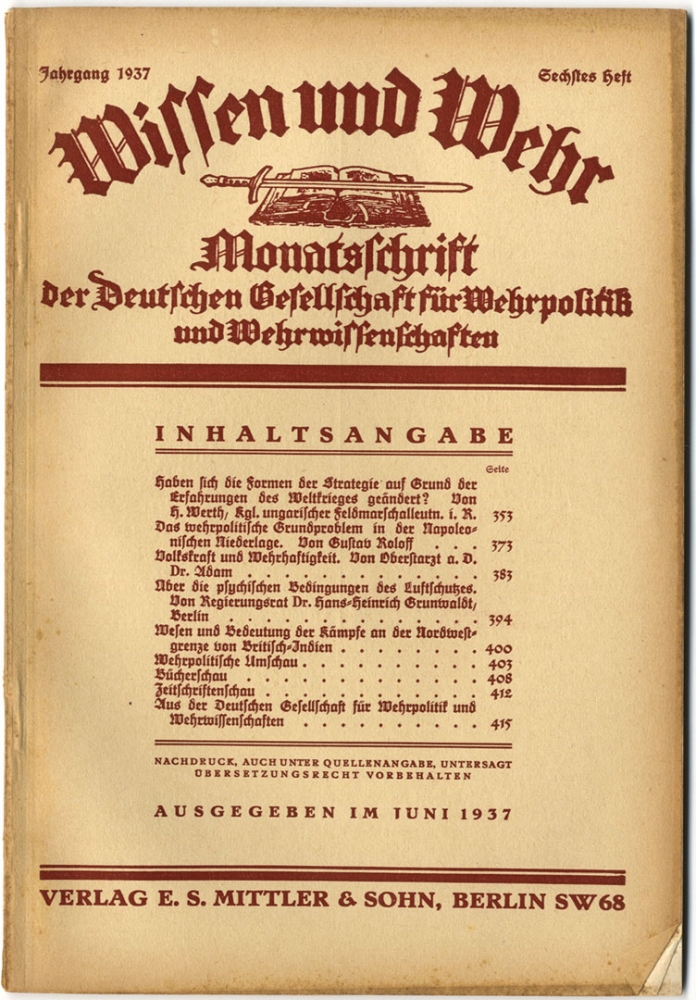 Jahrgang 1937
Sechstes Heft
Wissen und Wehr
Monatsschrift
der Deutschen Gesellschaft für Wehrpolitik
und Wehrwissenschaften
INHALTSANGABE
Seite
Haben sich die Formen der Strategie auf Grund der
Erfahrungen des Weltkrieges geändert? Von
H. Werth, Kgl. ungarischer Feldmarschalleutn. i. R. 353
Das wehrpolitische Grundproblem in der Napoleo-
nischen Niederlage. Von Gustav Roloff . . . 373
Volkskraft und Wehrhaftigkeit. Von Oberstarzt a. D.
Dr. Adam . . . . . . . . . . . . . . 383
Über die psychischen Bedingungen des Luftschutzes.
Von Regierungsrat Dr. Hans-Heinrich Grunwaldt,
Berlin . . . . . . . . . . . . . . . 394
Wesen und Bedeutung der Kämpfe an der Nordwest-
grenze von Britisch-Indien . . . . . . . . . 400
Wehrpolitische Umschau . . . . . . . . . . . 403
Bücherschau . . . . . . . . . . . . . . . 408
Zeitschriftenschau . . . . . . . . . . . . . 412
Aus der Deutschen Gesellschaft für Wehrpolitik und
Wehrwissenschaften . . . . . . . . . . . 415
NACHDRUCK, AUCH UNTER QUELLENANGABE, UNTERSAGT
ÜBERSETZUNGSRECHT VORBEHALTEN
AUSGEGEBEN IM JUNI 1937
VERLAG E. S. MITTLER & SOHN, BERLIN SW 68